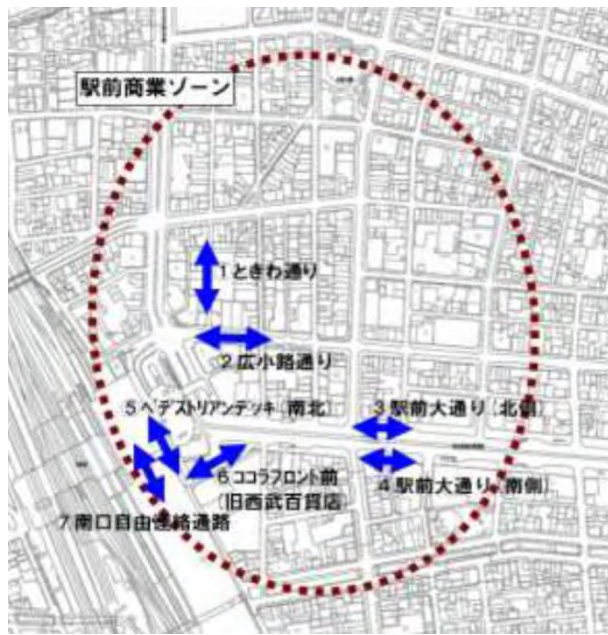 駅前商業ゾーン
1ときわ通り
2広小路通り
5ペデストリアンデッキ(南北)
3駅前大通り(北側)
6ココラフロント前
(旧西武百貨店)
4駅前大通り(南側)
7南口自由連絡通路